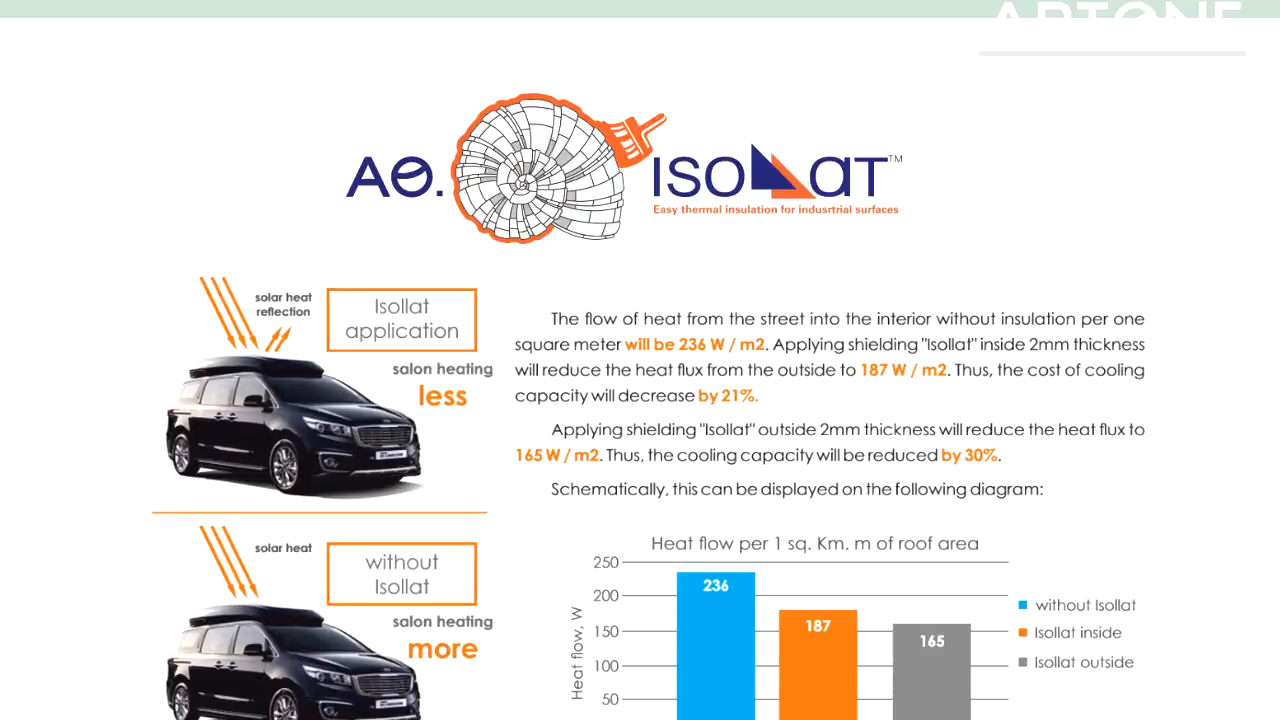 AѲ.
ISOLLAT™
Easy thermal insulation for indusrtrial surfaces
solar heat
reflection
Isollat
application
salon heating
less
The flow of heat from the street into the interior without insulation per one
square meter will be 236 W / m2. Applying shielding "Isollat" inside 2mm thickness
will reduce the heat flux from the outside to 187 W / m2. Thus, the cost of cooling
capacity will decrease by 21%.
Applying shielding "Isollat" outside 2mm thickness will reduce the heat flux to
165 W / m2. Thus, the cooling capacity will be reduced by 30%.
Schematically, this can be displayed on the following diagram:
solar heat
without
Isollat
salon heating
more
Heat flow per 1 sq. Km. m of roof area
Heat flow, W
250
200
150
100
50
236
187
165
without Isollat
Isollat inside
Isollat outside